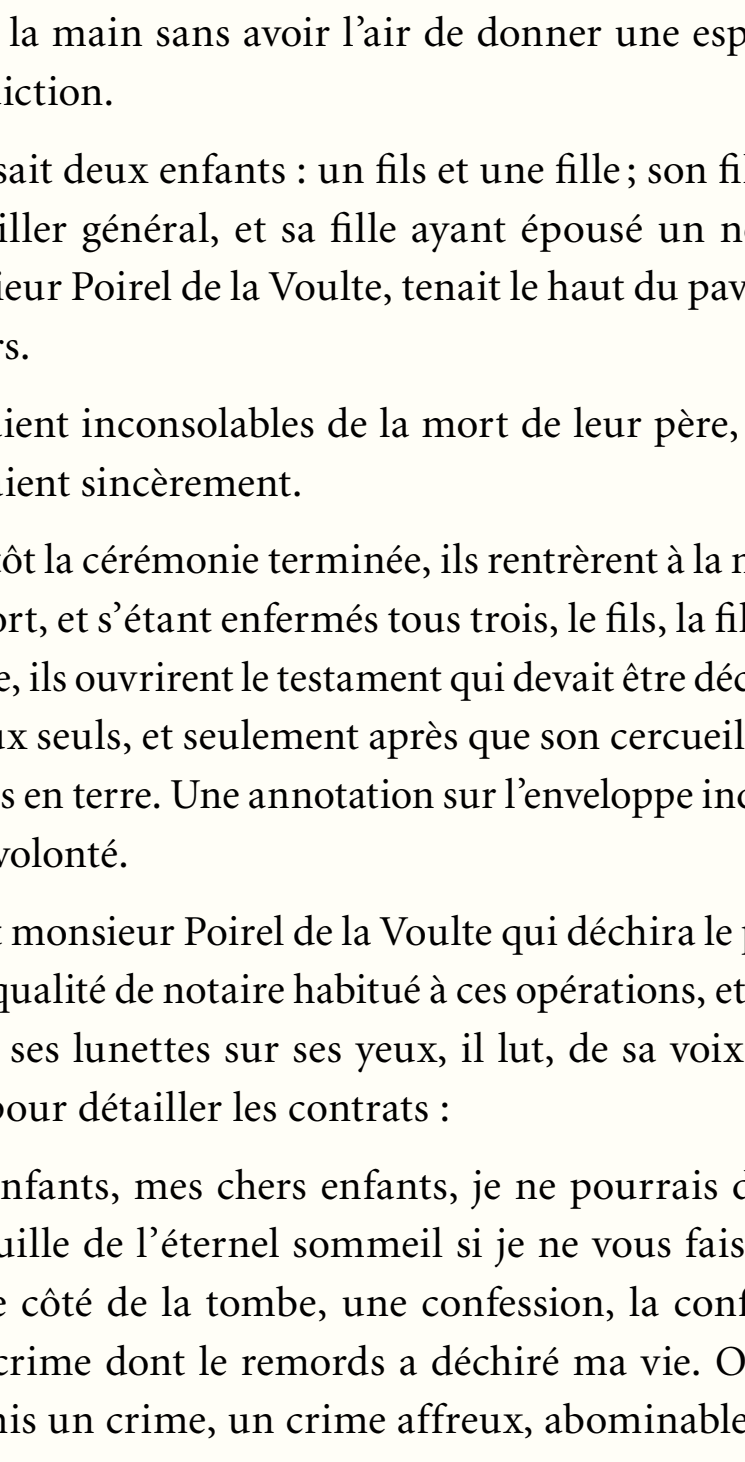 la main sans avoir l’air de donner une esp
iction.
sait deux enfants : un fils et une fille ; son fil
iller général, et sa fille ayant épousé un no
ieur Poirel de la Voulte, tenait le haut du pav
rs.
aient inconsolables de la mort de leur père,
aient sincèrement.
tôt la cérémonie terminée, ils rentrèrent à la m
ort, et s’étant enfermés tous trois, le fils, la fil
e, ils ouvrirent le testament qui devait être déc
ux seuls, et seulement après que son cercueil
s en terre. Une annotation sur l’enveloppe ind
volonté.
t monsieur Poirel de la Voulte qui déchira le p
qualité de notaire habitué à ces opérations, et
ses lunettes sur ses yeux, il lut, de sa voix
pour détailler les contrats :
nfants, mes chers enfants, je ne pourrais d
uille de l’éternel sommeil si je ne vous fais
e côté de la tombe, une confession, la conf
crime dont le remords a déchiré ma vie. O
mis un crime, un crime affreux, abominable